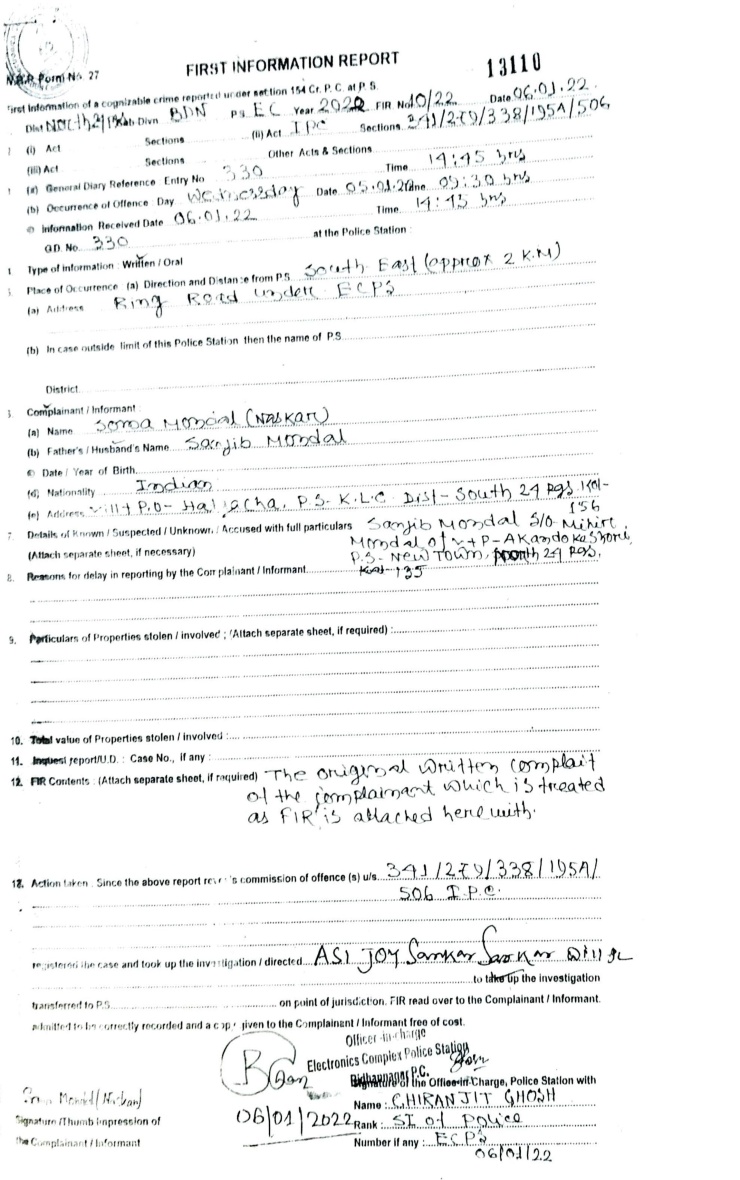 N.B.P. Form No. 27
FIRST INFORMATION REPORT
13110
First Information of a cognizable crime reported under section 154 Cr. P. C. at P. S.
Dist North 24 Divn BDN PS EC Year 2022 FIR No 10/22 Date 06.01.22
(i) Act Sections (ii) Act IPC Sections 341/279/338/195A/506
(iii) Act Sections Other Acts & Sections
(a) General Diary Reference Entry No 330 Time 14:45 hrs
(b) Occurrence of Offence Day Wednesday Date 05.01.22 Time 09:30 hrs
© Information Received Date 06.01.22 Time 14:45 hrs
G.D. No. 330 at the Police Station :
Type of information : Written / Oral
Place of Occurrence (a) Direction and Distance from P.S. South East (approx 2 K.M)
(a) Address Ring Road under ECPS
(b) In case outside limit of this Police Station then the name of P.S.
District
Complainant / Informant :
(a) Name Soma Mondal (Naskar)
(b) Father's / Husband's Name Sanjib Mondal
© Date / Year of Birth
(d) Nationality Indian
(e) Address Vill+P.O- P.S- K.L.C Dist- South 24 Pgs Kol-
156
7. Details of Known / Suspected / Unknown / Accused with full particulars Sanjib Mondal S/O- Mihir
(Attach separate sheet, if necessary) Mondal of V+P-
P.S- New Town, North 24 Pgs,
8. Reasons for delay in reporting by the Complainant / Informant Kol-135
9. Particulars of Properties stolen / involved ; (Attach separate sheet, if required) :
10. Total value of Properties stolen / involved :
11. Inquest report/U.D. : Case No., if any :
12. FIR Contents : (Attach separate sheet, if required) The original written complait
of the complainant which is treated
as FIR is attached here with.
13. Action taken : Since the above report commission of offence (s) u/s. 341/279/338/195A/
506 I.P.C.
registered the case and took up the investigation / directed ASI Joy Sankar Sarkar
to take up the investigation
transferred to P.S. on point of jurisdiction. FIR read over to the Complainant / Informant.
admitted to be correctly recorded and a copy given to the Complainant / Informant free of cost.
Officer-in-charge
Electronics Complex Police Station
Bidhannagar P.C.
Signature of the Officer-in-Charge, Police Station with
Soma Mondal (Naskar)
Name : CHIRANJIT GHOSH
Signature / Thumb Impression of
06/01/2022
Rank : SI of Police
the Complainant / Informant
Number if any : ECPS
06/01/22